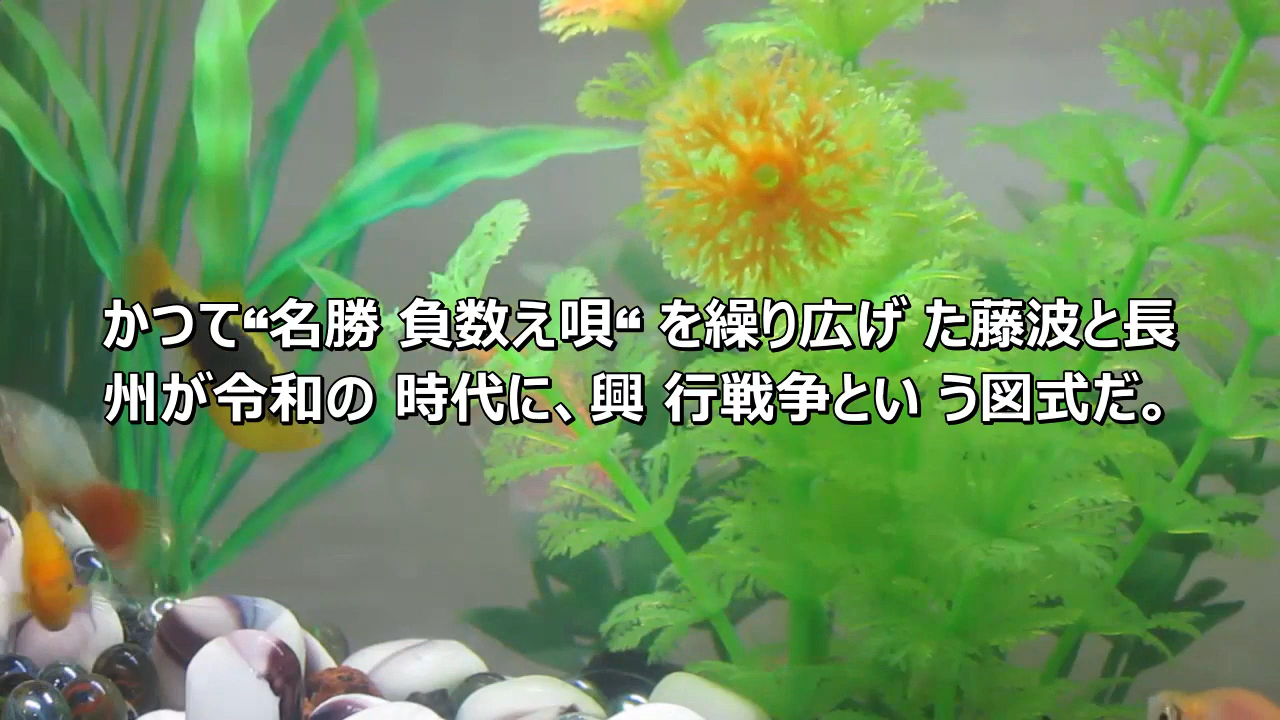 かつて“名勝 負数え唄“ を繰り広げ た藤波と長
州が令和の 時代に、興 行戦争とい う図式だ。